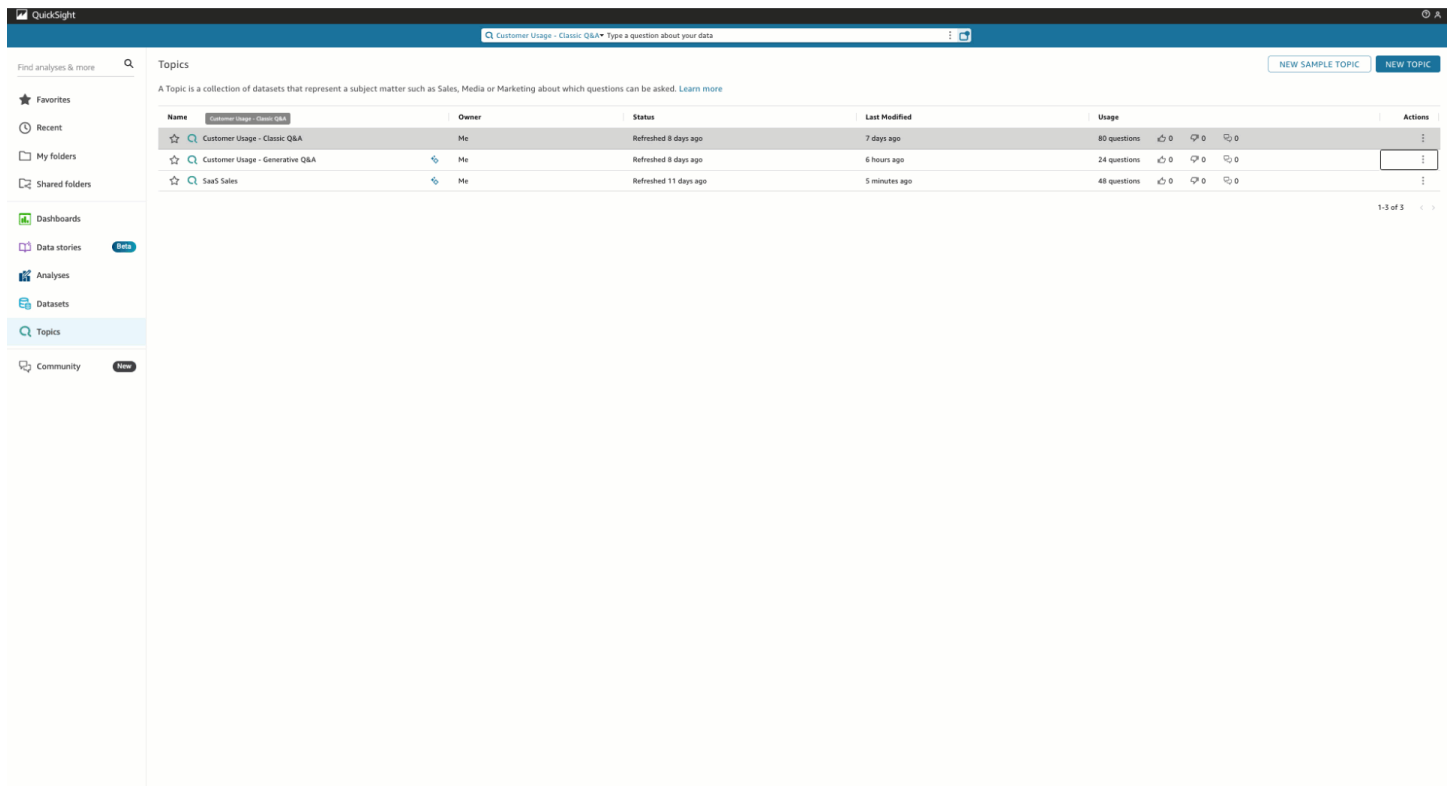 QuickSight
Customer Usage - Classic Q&A Type a question about your data
Find analyses & more
Favorites
Recent
My folders
Shared folders
Dashboards
Data stories Beta
Analyses
Datasets
Topics
Community New
Topics
NEW SAMPLE TOPIC NEW TOPIC
A Topic is a collection of datasets that represent a subject matter such as Sales, Media or Marketing about which questions can be asked. Learn more
Name Customer Usage - Classic Q&A Owner Status Last Modified Usage Actions
Customer Usage - Classic Q&A Me Refreshed 8 days ago 7 days ago 80 questions 0 0 0
Customer Usage - Generative Q&A Me Refreshed 8 days ago 6 hours ago 24 questions 0 0 0
SaaS Sales Me Refreshed 11 days ago 5 minutes ago 48 questions 0 0 0
1-3 of 3